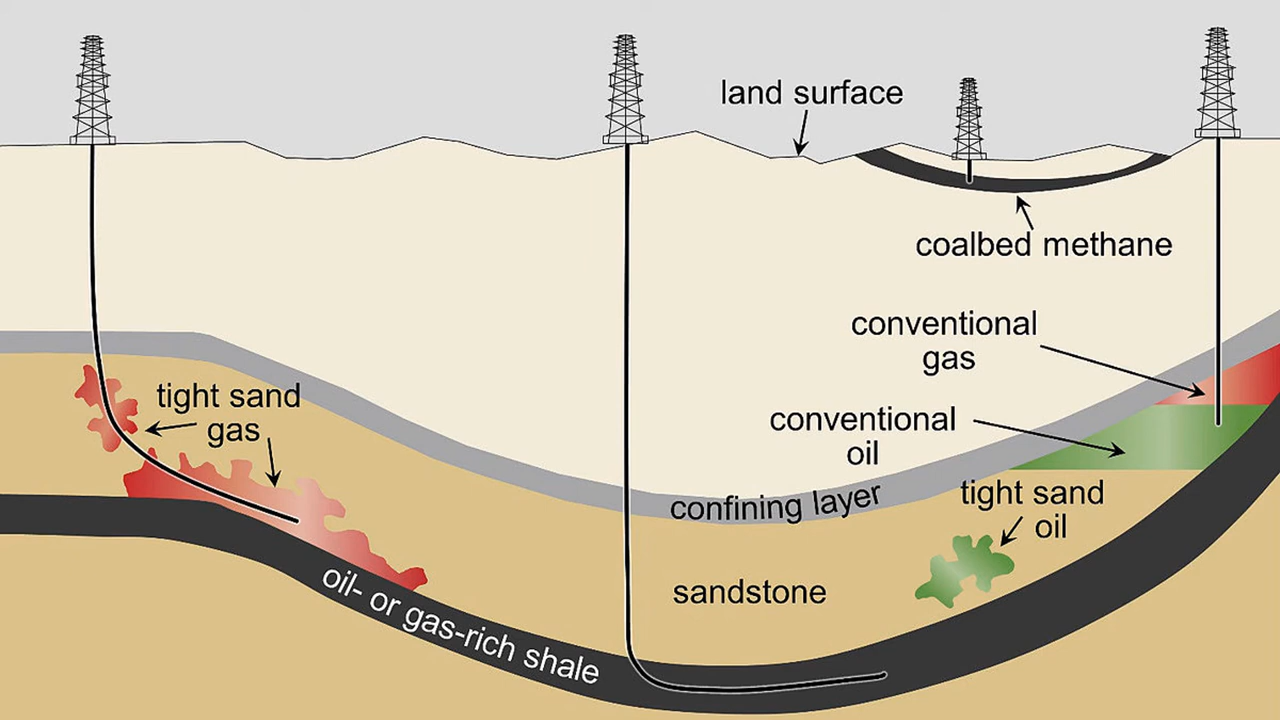 land surface
coalbed methane
conventional
gas
conventional
oil
tight sand
gas
confining layer
tight sand
oil
sandstone
oil- or gas-rich shale